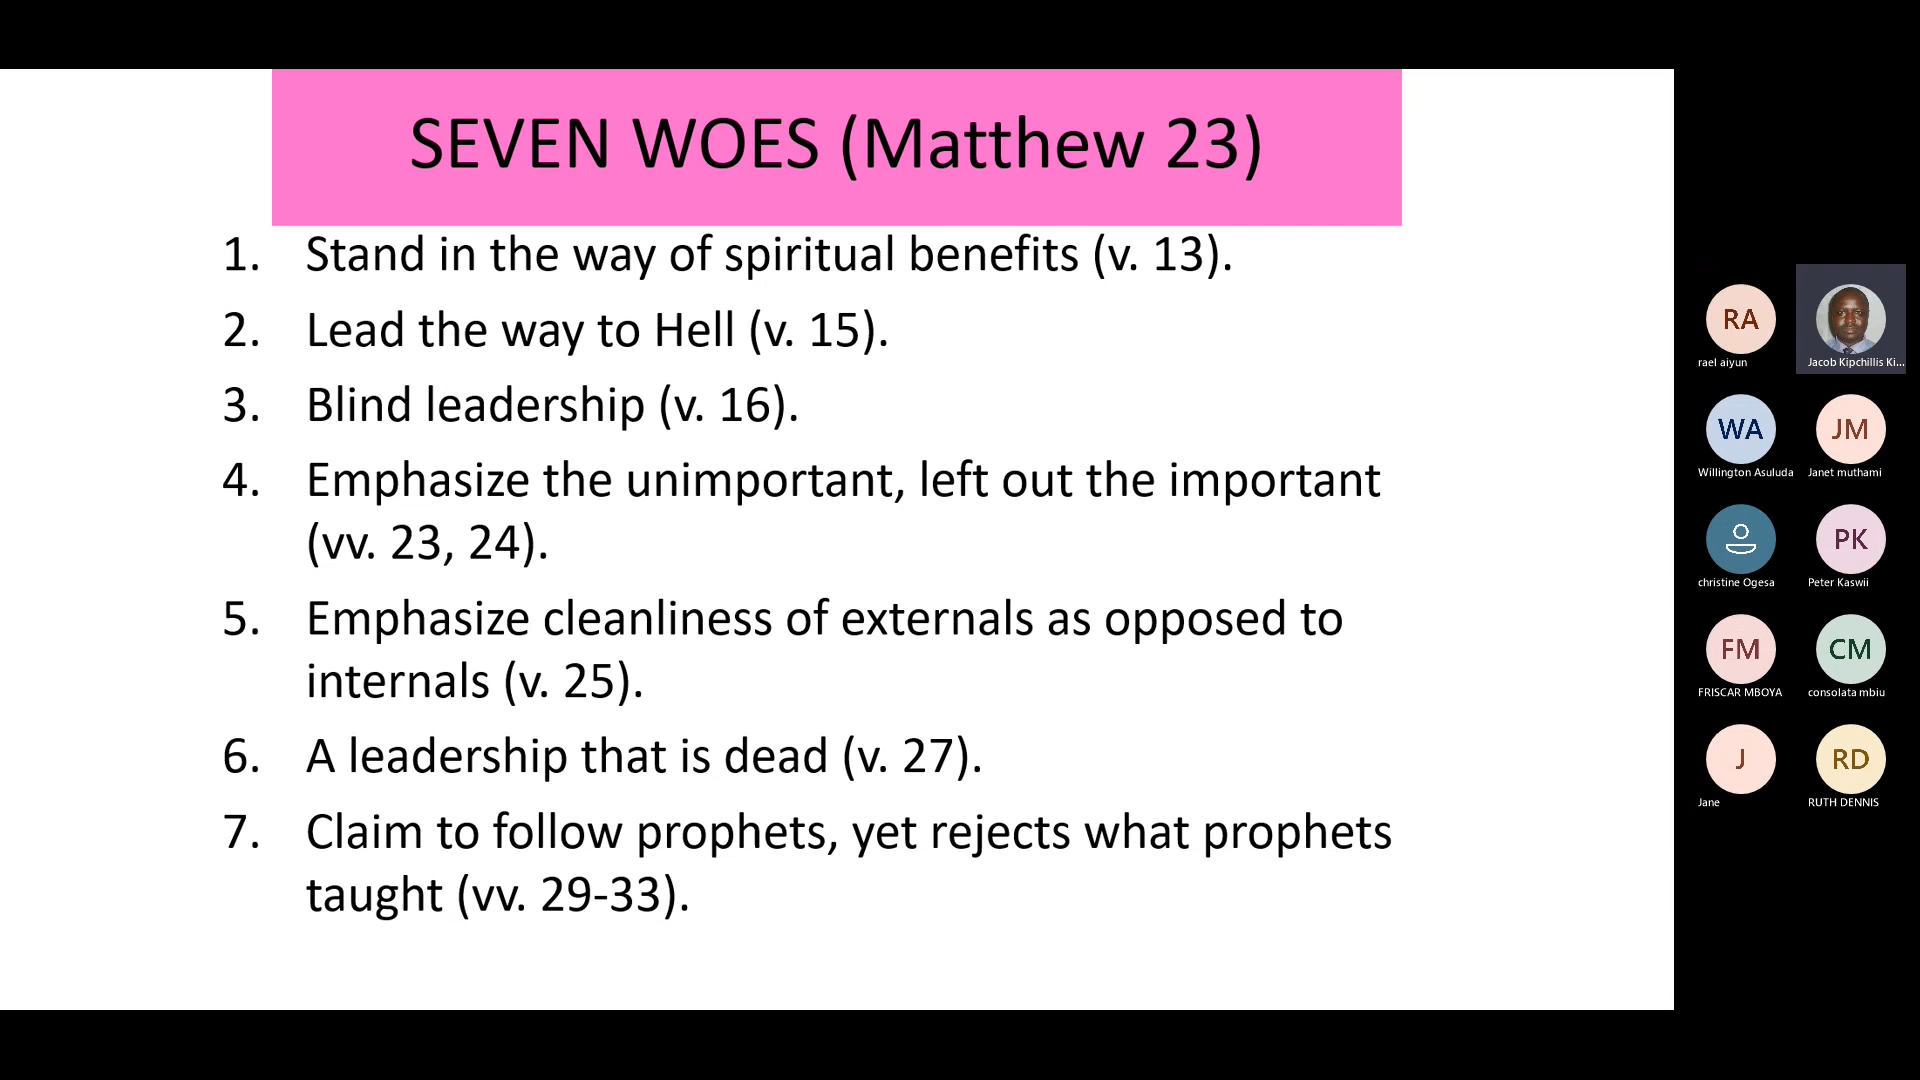 SEVEN WOES (Matthew 23)
1. Stand in the way of spiritual benefits (v. 13).
2. Lead the way to Hell (v. 15).
3. Blind leadership (v. 16).
4. Emphasize the unimportant, left out the important
(vv. 23, 24).
5. Emphasize cleanliness of externals as opposed to
internals (v. 25).
6. A leadership that is dead (v. 27).
7. Claim to follow prophets, yet rejects what prophets
taught (vv. 29-33).
RA
rael aiyun
Jacob Kipchillis Ki...
WA
Willington Asuluda
JM
Janet muthami
christine Ogesa
PK
Peter Kaswii
FM
FRISCAR MBOYA
CM
consolata mbiu
J
Jane
RD
RUTH DENNIS